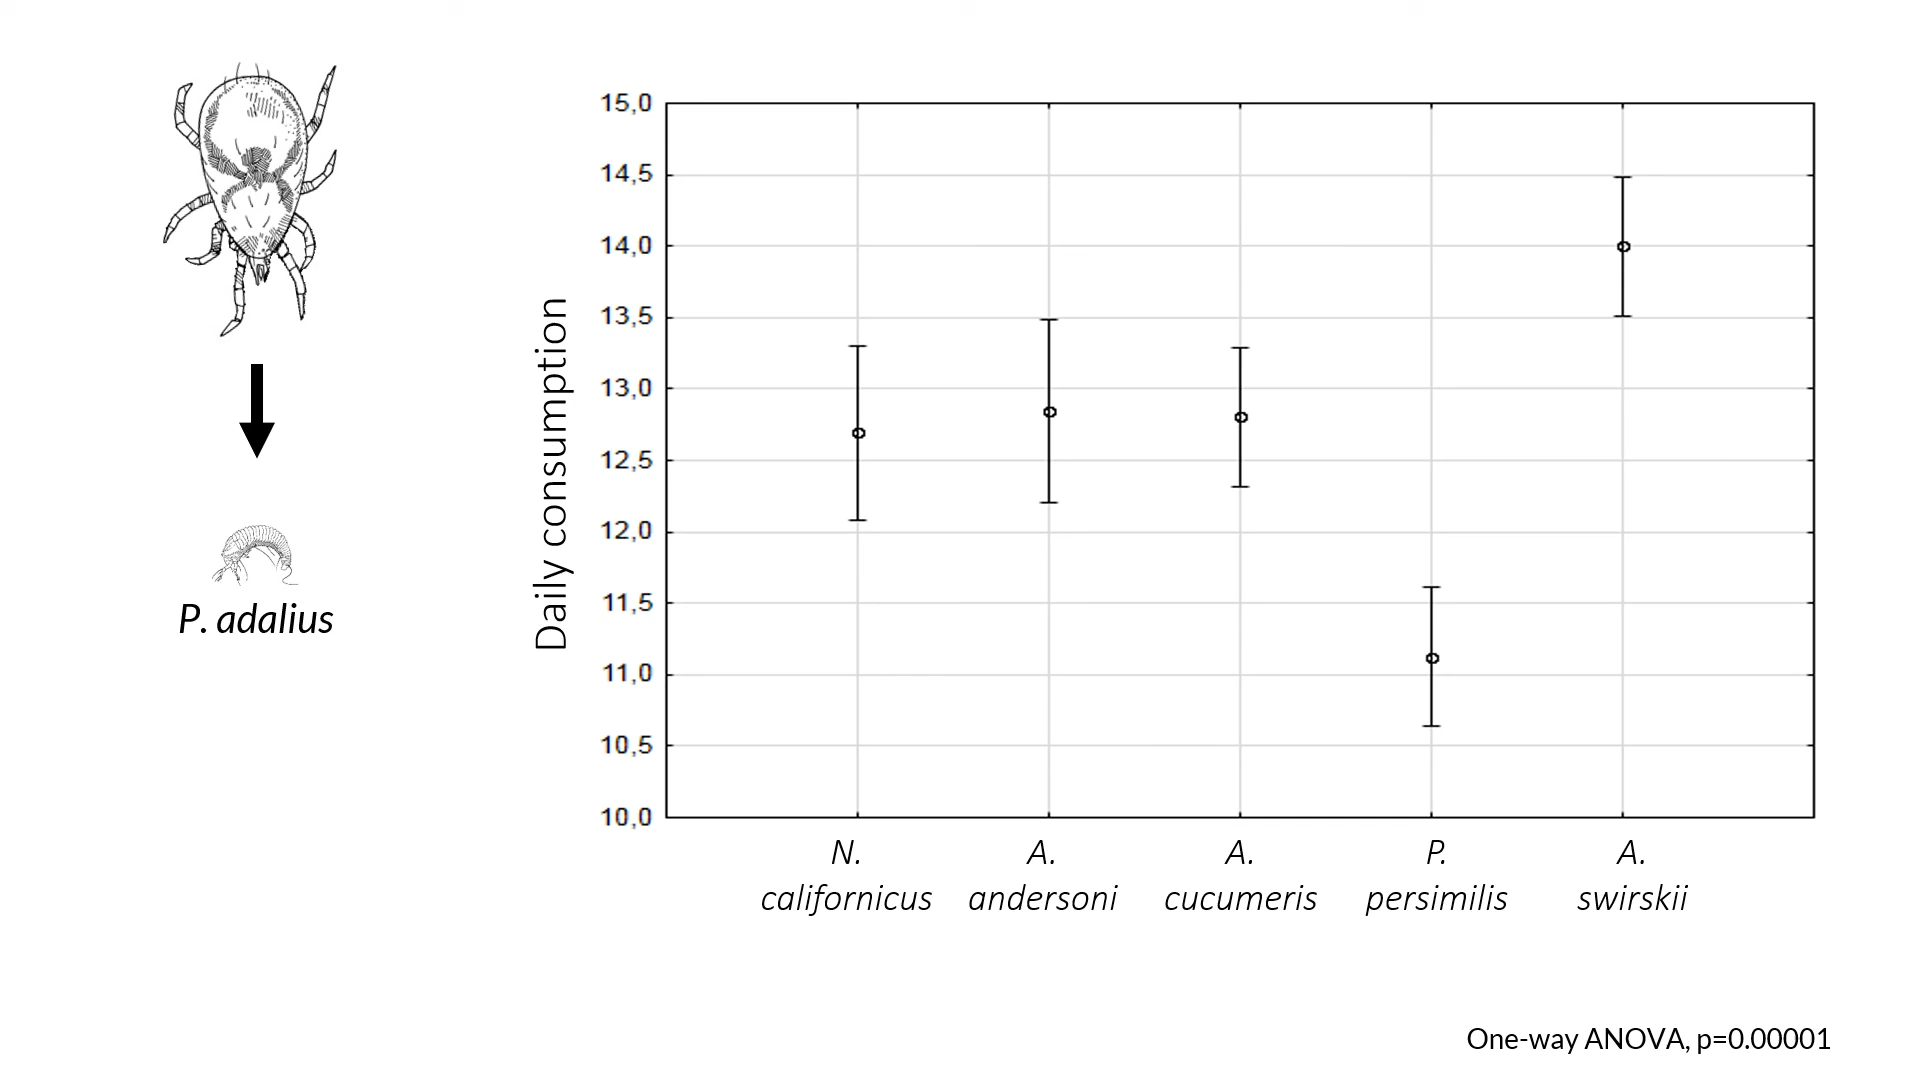 P. adalius
Daily consumption
15,0
14,5
14,0
13,5
13,0
12,5
12,0
11,5
11,0
10,5
10,0
N. californicus
A. andersoni
A. cucumeris
P. persimilis
A. swirskii
One-way ANOVA, p=0.00001